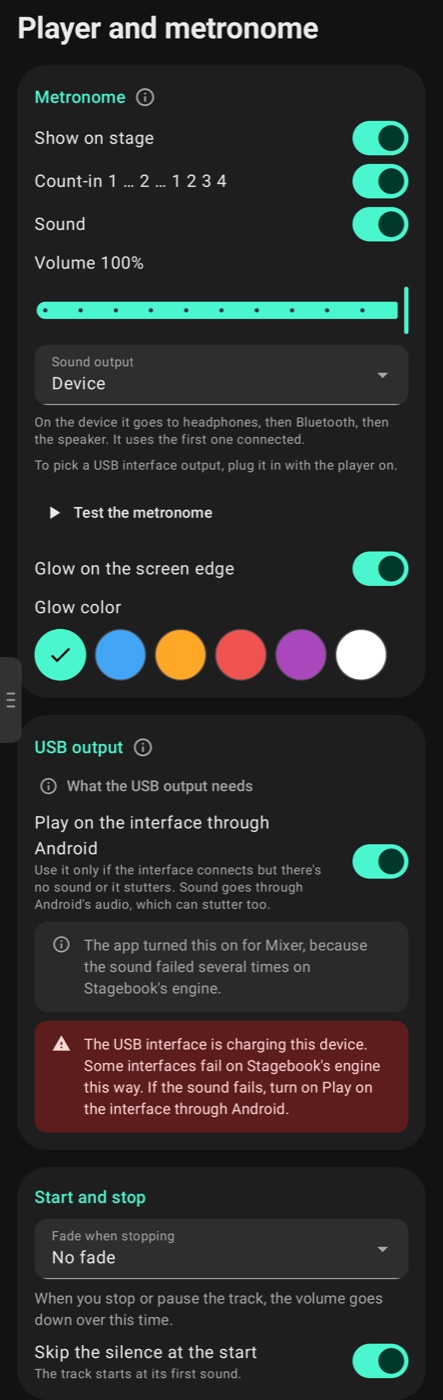 Player and metronome
Metronome
Show on stage
Count-in 1 ... 2 ... 1 2 3 4
Sound
Volume 100%
Sound output
Device
On the device it goes to headphones, then Bluetooth, then
the speaker. It uses the first one connected.
To pick a USB interface output, plug it in with the player on.
Test the metronome
Glow on the screen edge
Glow color
USB output
What the USB output needs
Play on the interface through
Android
Use it only if the interface connects but there's
no sound or it stutters. Sound goes through
Android's audio, which can stutter too.
The app turned this on for Mixer, because
the sound failed several times on
Stagebook's engine.
The USB interface is charging this device.
Some interfaces fail on Stagebook's engine
this way. If the sound fails, turn on Play on
the interface through Android.
Start and stop
Fade when stopping
No fade
When you stop or pause the track, the volume goes
down over this time.
Skip the silence at the start
The track starts at its first sound.